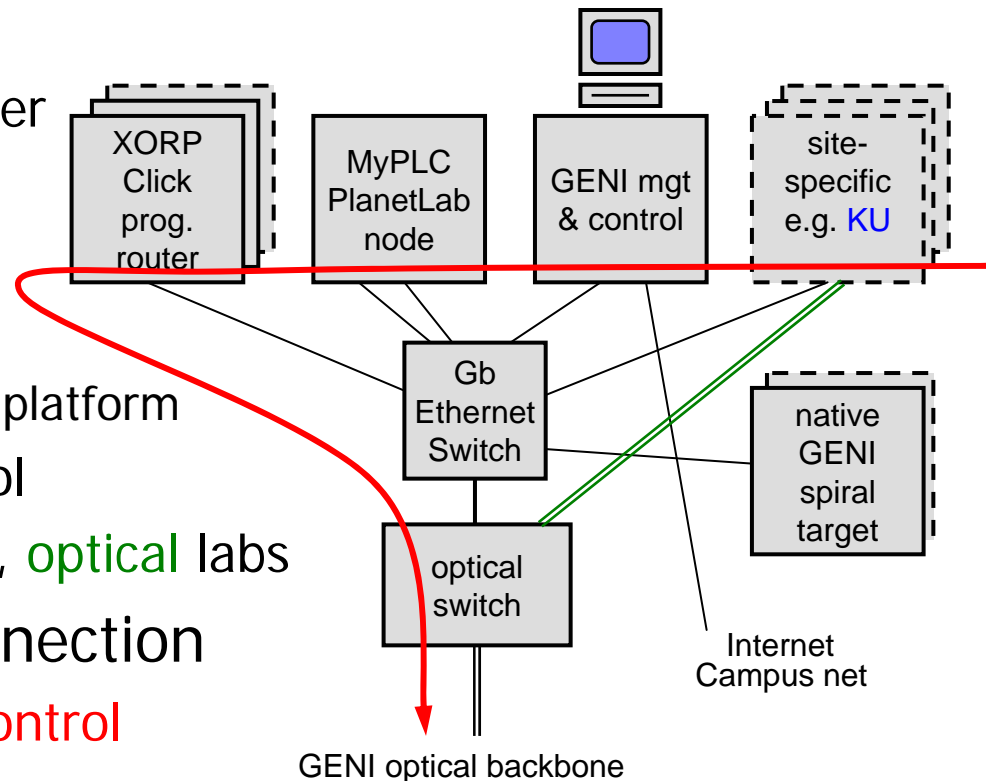 er
XORP
Click
prog.
router
MyPLC
PlanetLab
node
GENI mgt
& control
site-
specific
e.g. KU
platform
ol
, optical labs
nection
ontrol
Gb
Ethernet
Switch
native
GENI
spiral
target
optical
switch
Internet
Campus net
GENI optical backbone